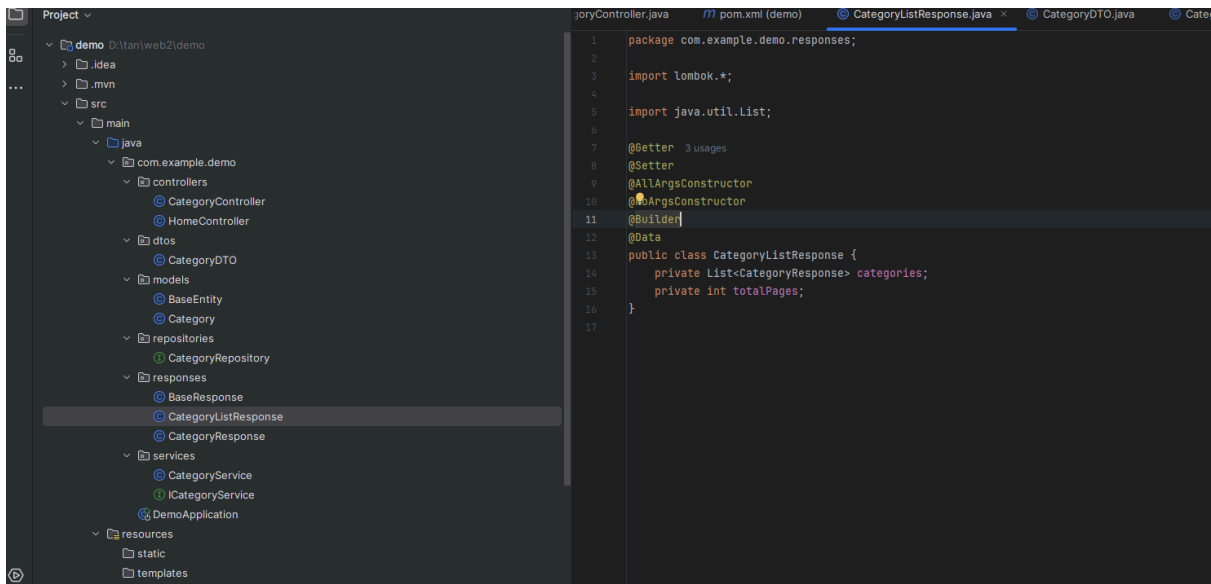 Project
demo D:\tan\web2\demo
.idea
.mvn
src
main
java
com.example.demo
controllers
CategoryController
HomeController
dtos
CategoryDTO
models
BaseEntity
Category
repositories
CategoryRepository
responses
BaseResponse
CategoryListResponse
CategoryResponse
services
CategoryService
ICategoryService
DemoApplication
resources
static
templates
goryController.java pom.xml (demo) CategoryListResponse.java CategoryDTO.java Cate
1 package com.example.demo.responses;
2
3 import lombok.*;
4
5 import java.util.List;
6
7 @Getter 3 usages
8 @Setter
9 @AllArgsConstructor
10 @NoArgsConstructor
11 @Builder
12 @Data
13 public class CategoryListResponse {
14 private List<CategoryResponse> categories;
15 private int totalPages;
16 }
17